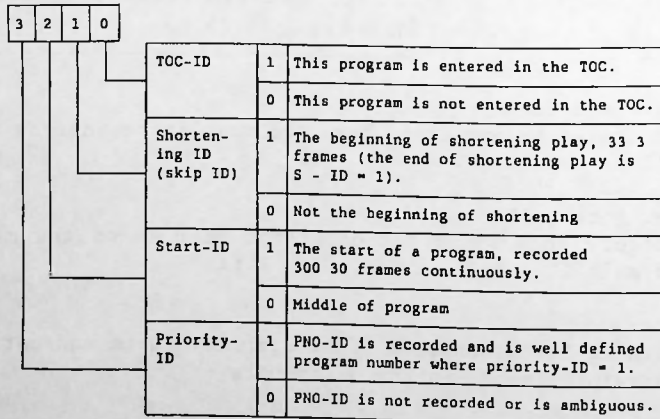 3 2 1 0
TOC-ID 1 This program is entered in the TOC.
0 This program is not entered in the TOC.
Shorten-
ing ID
(skip ID)
1 The beginning of shortening play, 33 3
frames (the end of shortening play is
S - ID = 1).
0 Not the beginning of shortening
Start-ID 1 The start of a program, recorded
300 30 frames continuously.
0 Middle of program
Priority-
ID
1 PNO-ID is recorded and is well defined
program number where priority-ID = 1.
0 PNO-ID is not recorded or is ambiguous.